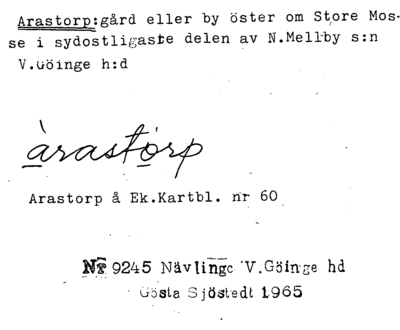 Arastorp:gård eller by öster om Store Mos-
se i sydostligaste delen av N.Mellby s:n
V.Göinge h:d
àrastòrp
Arastorp å Ek.Kartbl. nr 60
Nr 9245 Nävlinge V.Göinge hd
Gösta Sjöstedt 1965